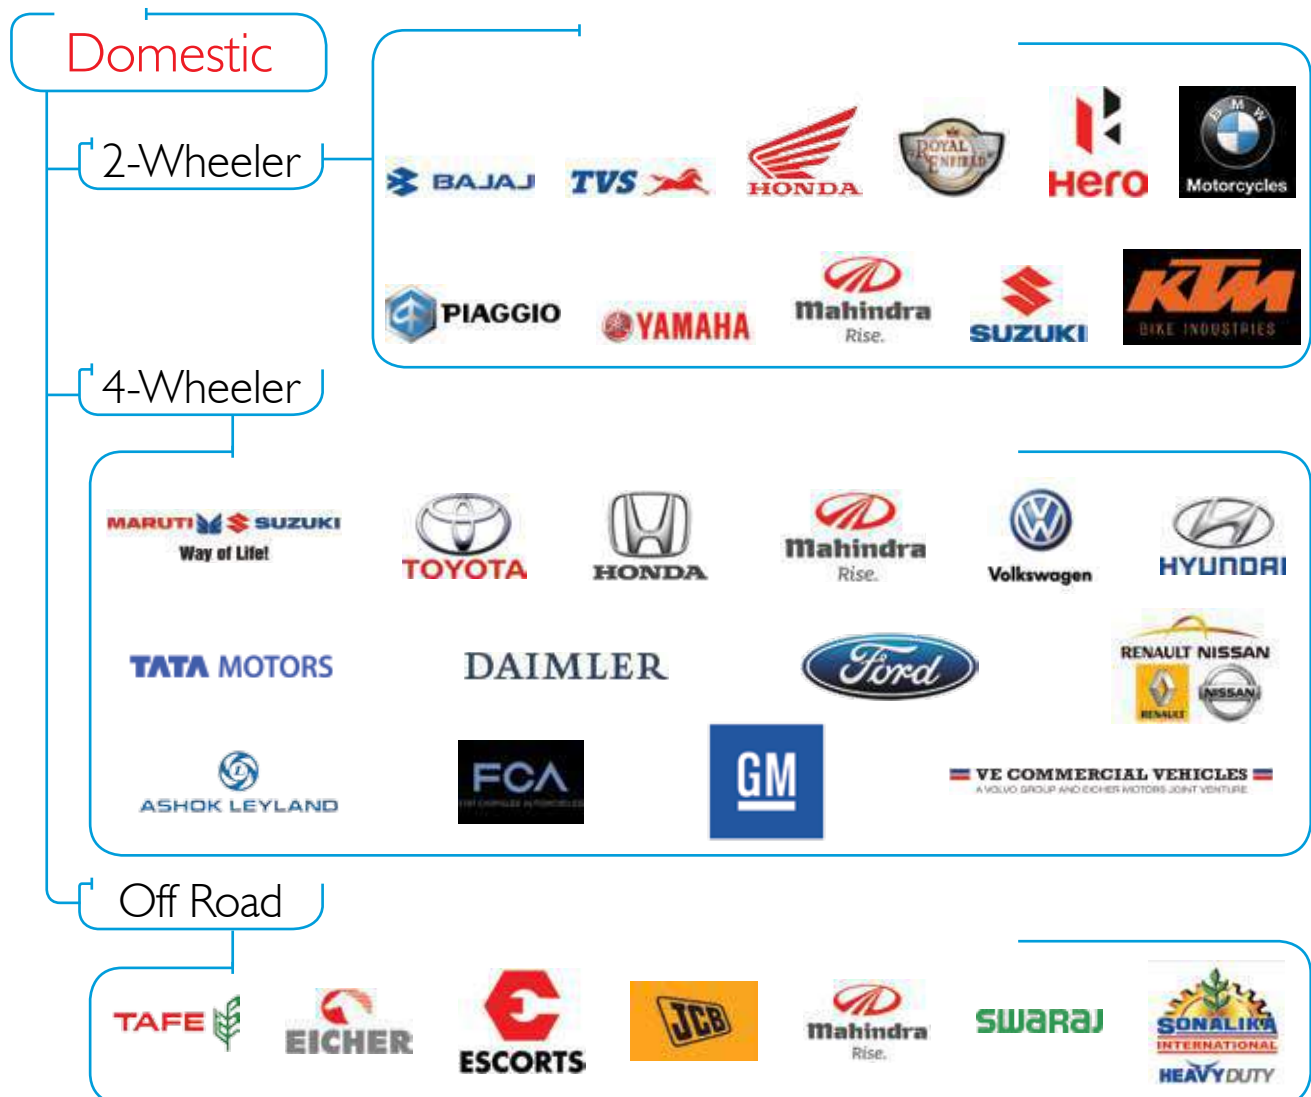 Domestic
2-Wheeler
BAJAJ
TVS
HONDA
ROYAL
ENFIELD
Hero
BMW
Motorcycles
PIAGGIO
YAMAHA
Mahindra
Rise.
SUZUKI
KTM
BIKE INDUSTRIES
4-Wheeler
MARUTI SUZUKI
Way of Life!
TOYOTA
HONDA
Mahindra
Rise.
Volkswagen
HYUNDAI
TATA MOTORS
DAIMLER
Ford
RENAULT NISSAN
RENAULT
NISSAN
ASHOK LEYLAND
FCA
FIAT CHRYSLER AUTOMOBILES
GM
VE COMMERCIAL VEHICLES
A VOLVO GROUP AND EICHER MOTORS JOINT VENTURE
Off Road
TAFE
EICHER
ESCORTS
JCB
Mahindra
Rise.
SWARAJ
SONALIKA
INTERNATIONAL
HEAVY DUTY